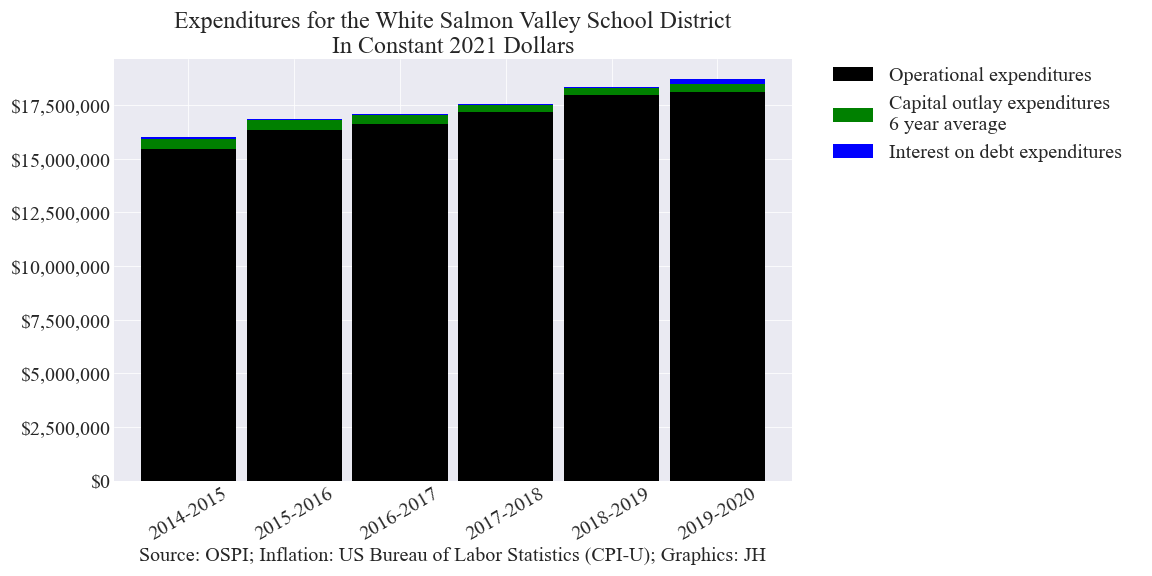 Expenditures for the White Salmon Valley School District
In Constant 2021 Dollars
$17,500,000
$15,000,000
$12,500,000
$10,000,000
$7,500,000
$5,000,000
$2,500,000
$0
2014-2015
2015-2016
2016-2017
2017-2018
2018-2019
2019-2020
Source: OSPI; Inflation: US Bureau of Labor Statistics (CPI-U); Graphics: JH
Operational expenditures
Capital outlay expenditures
6 year average
Interest on debt expenditures